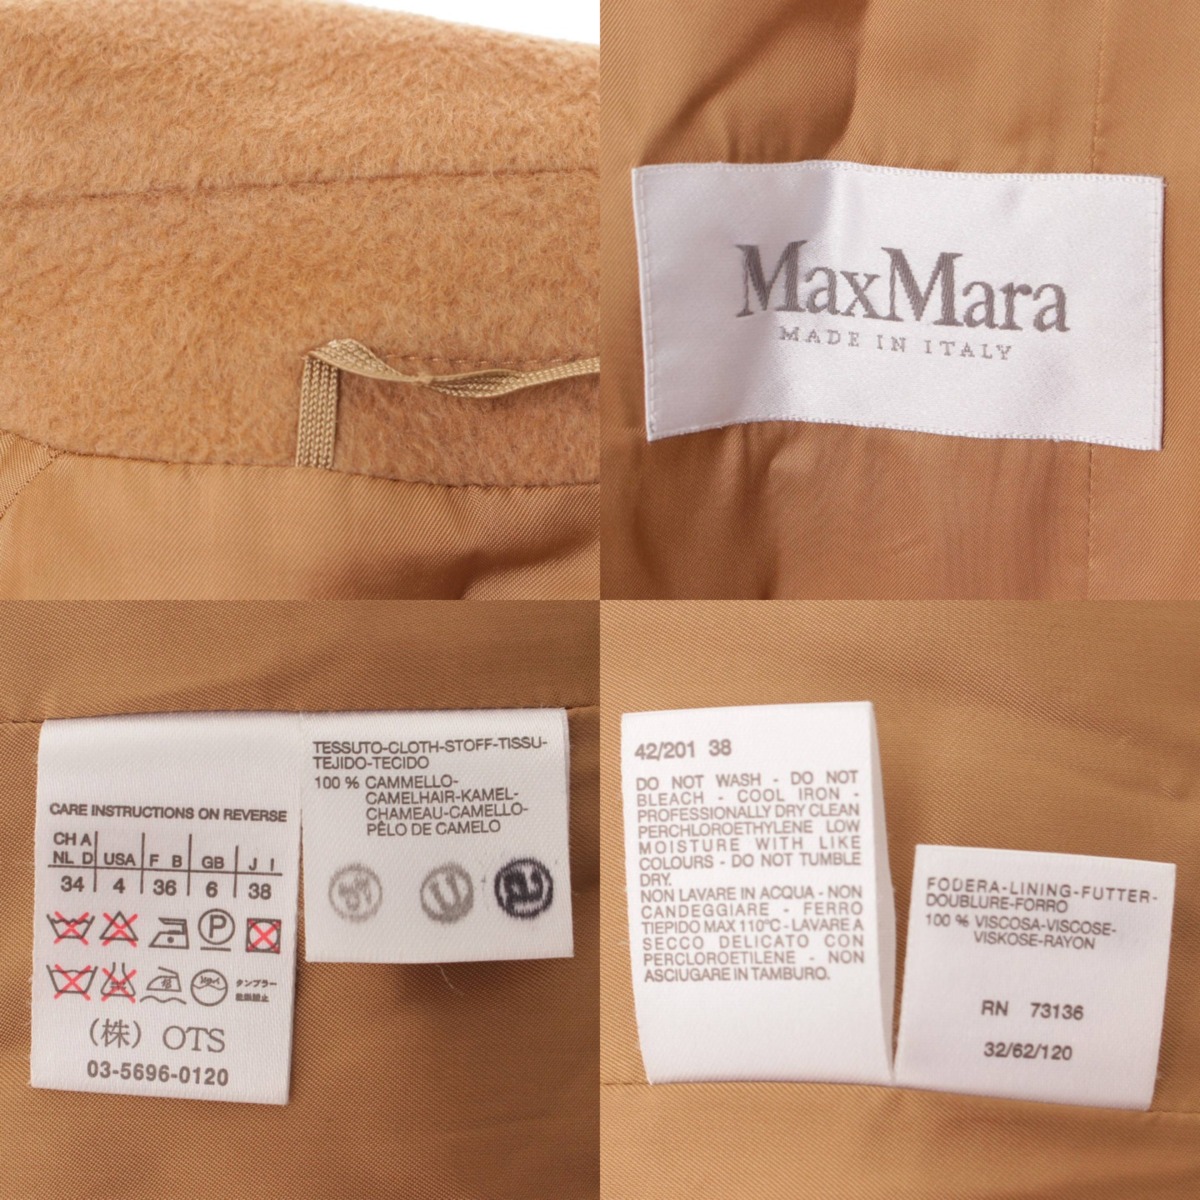 MaxMara
MADE IN ITALY
CARE INSTRUCTIONS ON REVERSE
CH A
NL D USA F B GB J I
34 4 36 6 38
P
タンブラー
乾燥禁止
(株) OTS
03-5696-0120
TESSUTO-CLOTH-STOFF-TISSU-
TEJIDO-TECIDO
100 % CAMMELLO-
CAMELHAIR-KAMEL-
CHAMEAU-CAMELLO-
PÊLO DE CAMELO
42/201 38
DO NOT WASH - DO NOT
BLEACH - COOL IRON -
PROFESSIONALLY DRY CLEAN
PERCHLOROETHYLENE LOW
MOISTURE WITH LIKE
COLOURS - DO NOT TUMBLE
DRY.
NON LAVARE IN ACQUA - NON
CANDEGGIARE - FERRO
TIEPIDO MAX 110°C - LAVARE A
SECCO DELICATO CON
PERCLOROETILENE - NON
ASCIUGARE IN TAMBURO.
FODERA-LINING-FUTTER-
DOUBLURE-FORRO
100 % VISCOSA-VISCOSE-
VISKOSE-RAYON
RN 73136
32/62/120